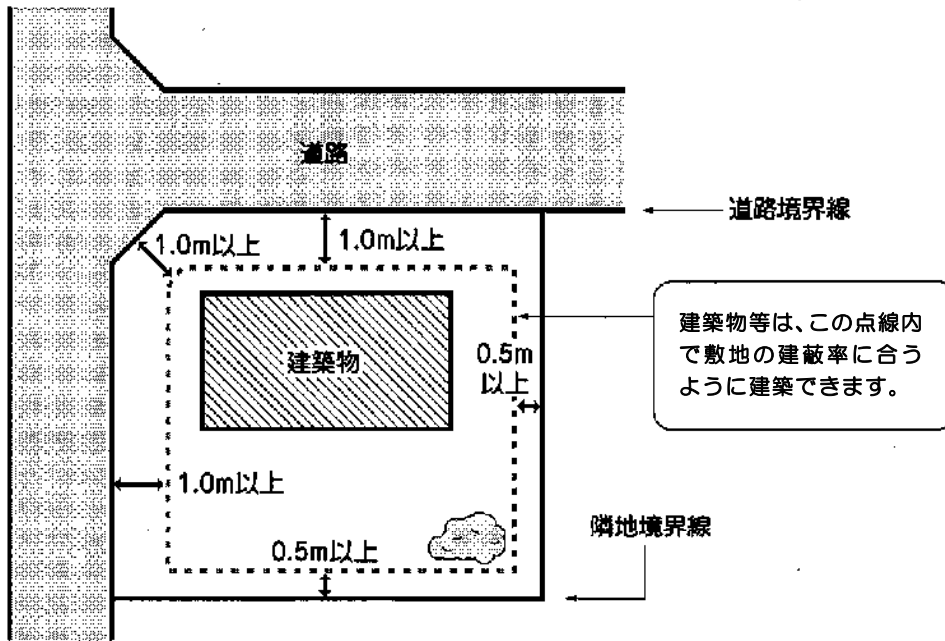 道路
道路境界線
1.0m以上
1.0m以上
建築物等は、この点線内
で敷地の建蔽率に合う
ように建築できます。
建築物
0.5m
以上
1.0m以上
隣地境界線
0.5m以上